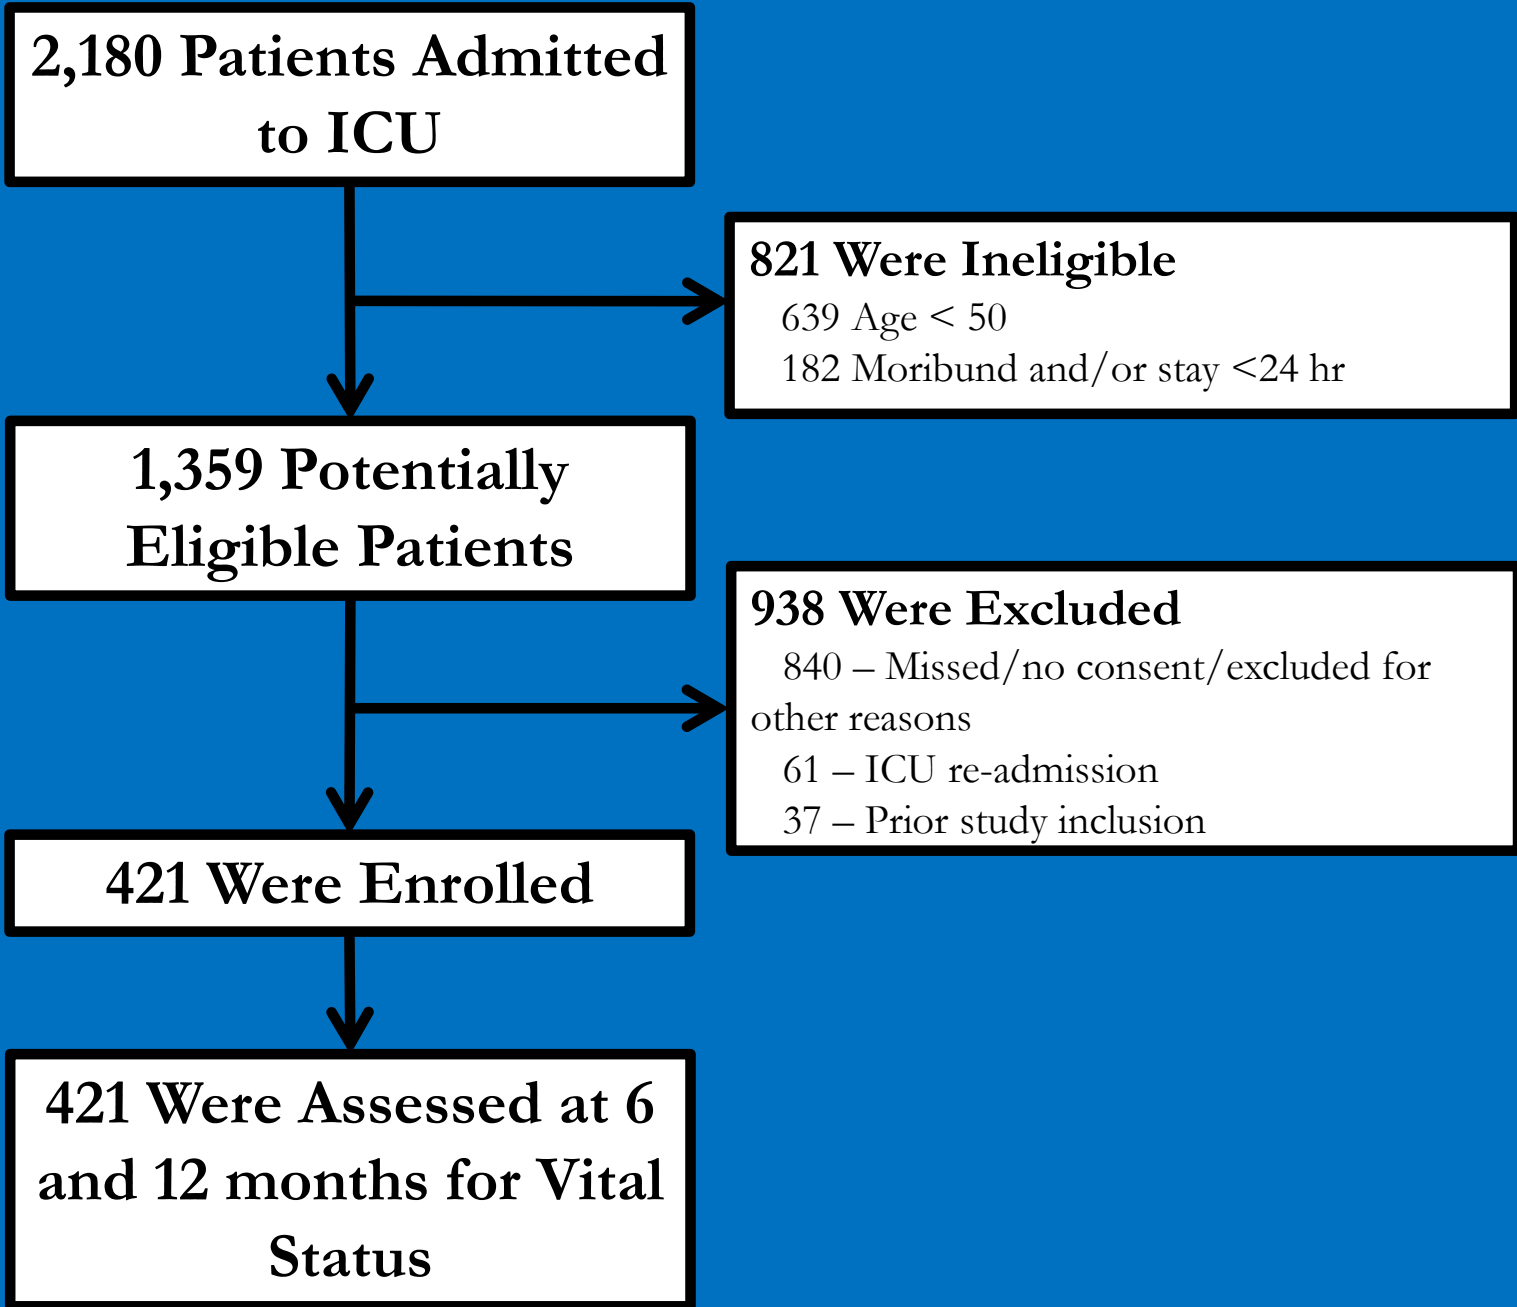 2,180 Patients Admitted
to ICU
821 Were Ineligible
639 Age < 50
182 Moribund and/or stay <24 hr
1,359 Potentially
Eligible Patients
938 Were Excluded
840 – Missed/no consent/excluded for
other reasons
61 – ICU re-admission
37 – Prior study inclusion
421 Were Enrolled
421 Were Assessed at 6
and 12 months for Vital
Status